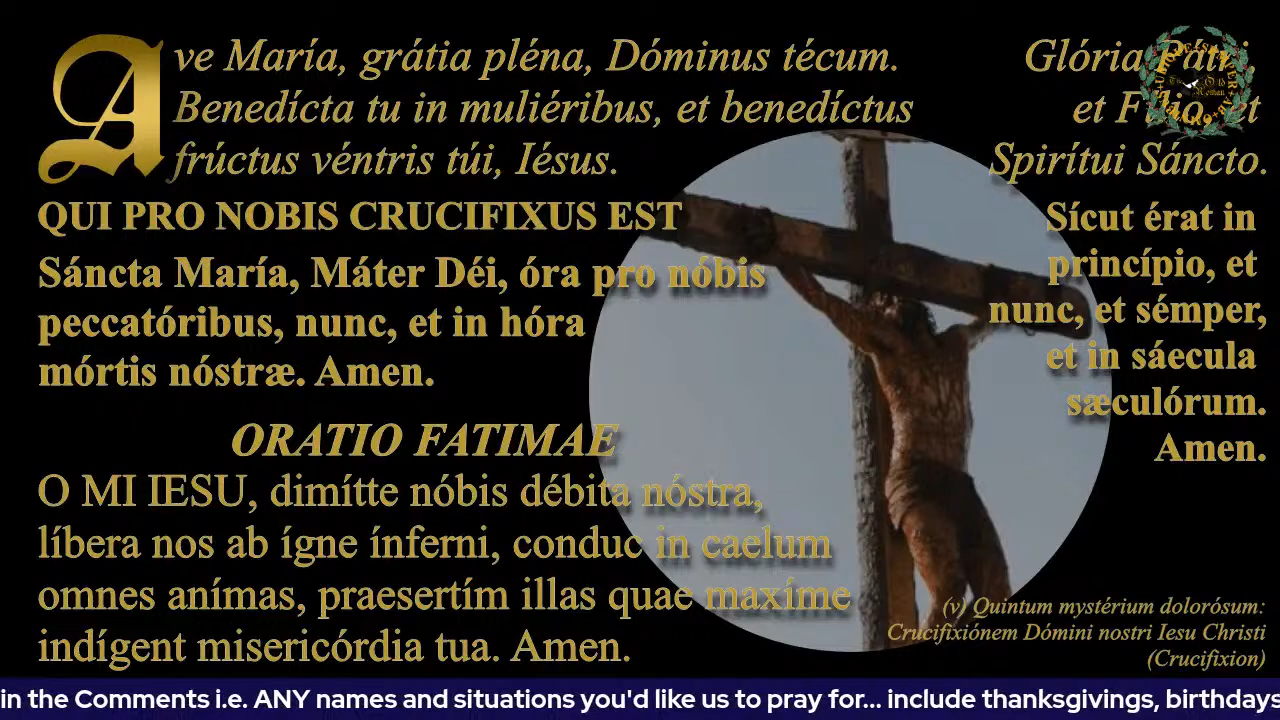 Ave María, grátia pléna, Dóminus técum.
Benedícta tu in muliéribus, et benedíctus
frúctus véntris túi, Iésus.
QUI PRO NOBIS CRUCIFIXUS EST
Sáncta María, Máter Déi, óra pro nóbis
peccatóribus, nunc, et in hóra
mórtis nóstræ. Amen.
ORATIO FATIMAE
O MI IESU, dimítte nóbis débita nóstra,
líbera nos ab ígne ínferni, conduc in caelum
omnes anímas, praesertím illas quae maxíme
indígent misericórdia tua. Amen.
Glória Pátri,
et Fílio, et
Spirítui Sáncto.
Sícut érat in
princípio, et
nunc, et sémper,
et in sáecula
sæculórum.
Amen.
(v) Quintum mystérium dolorósum:
Crucifixiónem Dómini nostri Iesu Christi
(Crucifixion)
in the Comments i.e. ANY names and situations you'd like us to pray for... include thanksgivings, birthdays